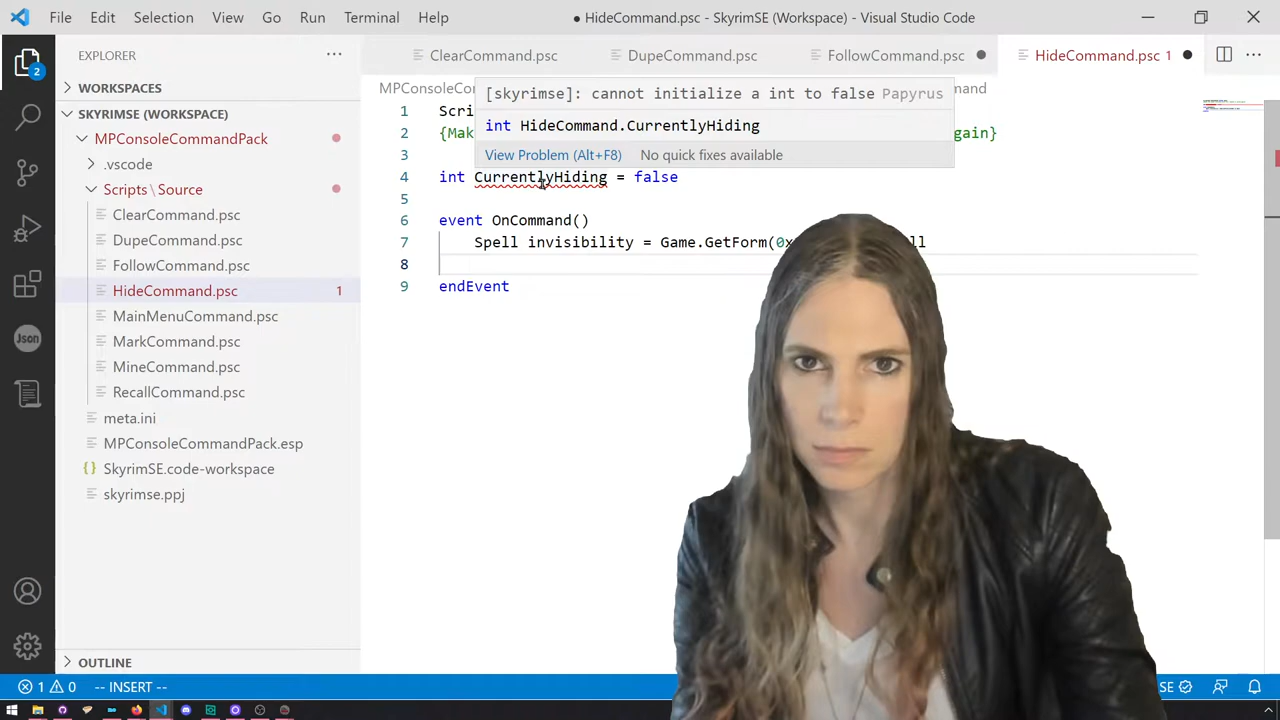 File Edit Selection View Go Run Terminal Help
● HideCommand.psc - SkyrimSE (Workspace) - Visual Studio Code
EXPLORER
ClearCommand.psc DupeCommand.psc FollowCommand.psc ● HideCommand.psc 1 ●
WORKSPACES
SKYRIMSE (WORKSPACE)
MPConsoleCommandPack
.vscode
Scripts\Source
ClearCommand.psc
DupeCommand.psc
FollowCommand.psc
HideCommand.psc 1
MainMenuCommand.psc
MarkCommand.psc
MineCommand.psc
RecallCommand.psc
meta.ini
MPConsoleCommandPack.esp
{} SkyrimSE.code-workspace
skyrimse.ppj
OUTLINE
2
Json
[skyrimse]: cannot initialize a int to false Papyrus
int HideCommand.CurrentlyHiding
View Problem (Alt+F8) No quick fixes available
1
2
3
4 int CurrentlyHiding = false
5
6 event OnCommand()
7 Spell invisibility = Game.GetForm(
8
9 endEvent
1 0 -- INSERT --